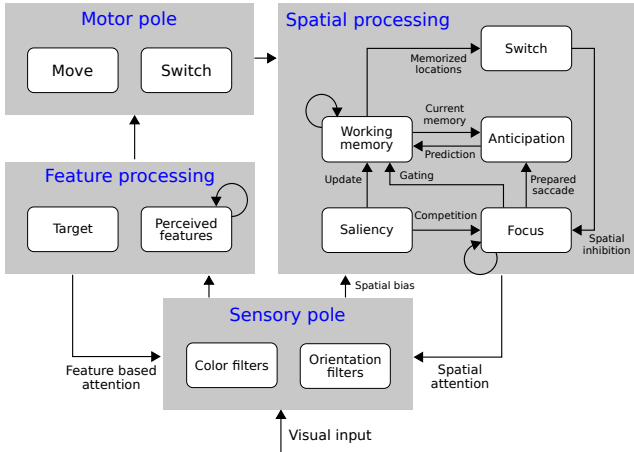 Motor pole
Move
Switch
Spatial processing
Switch
Memorized
locations
Working
memory
Current
memory
Prediction
Anticipation
Update
Gating
Prepared
saccade
Saliency
Competition
Focus
Spatial
inhibition
Feature processing
Target
Perceived
features
Spatial bias
Sensory pole
Color filters
Orientation
filters
Feature based
attention
Spatial
attention
Visual input